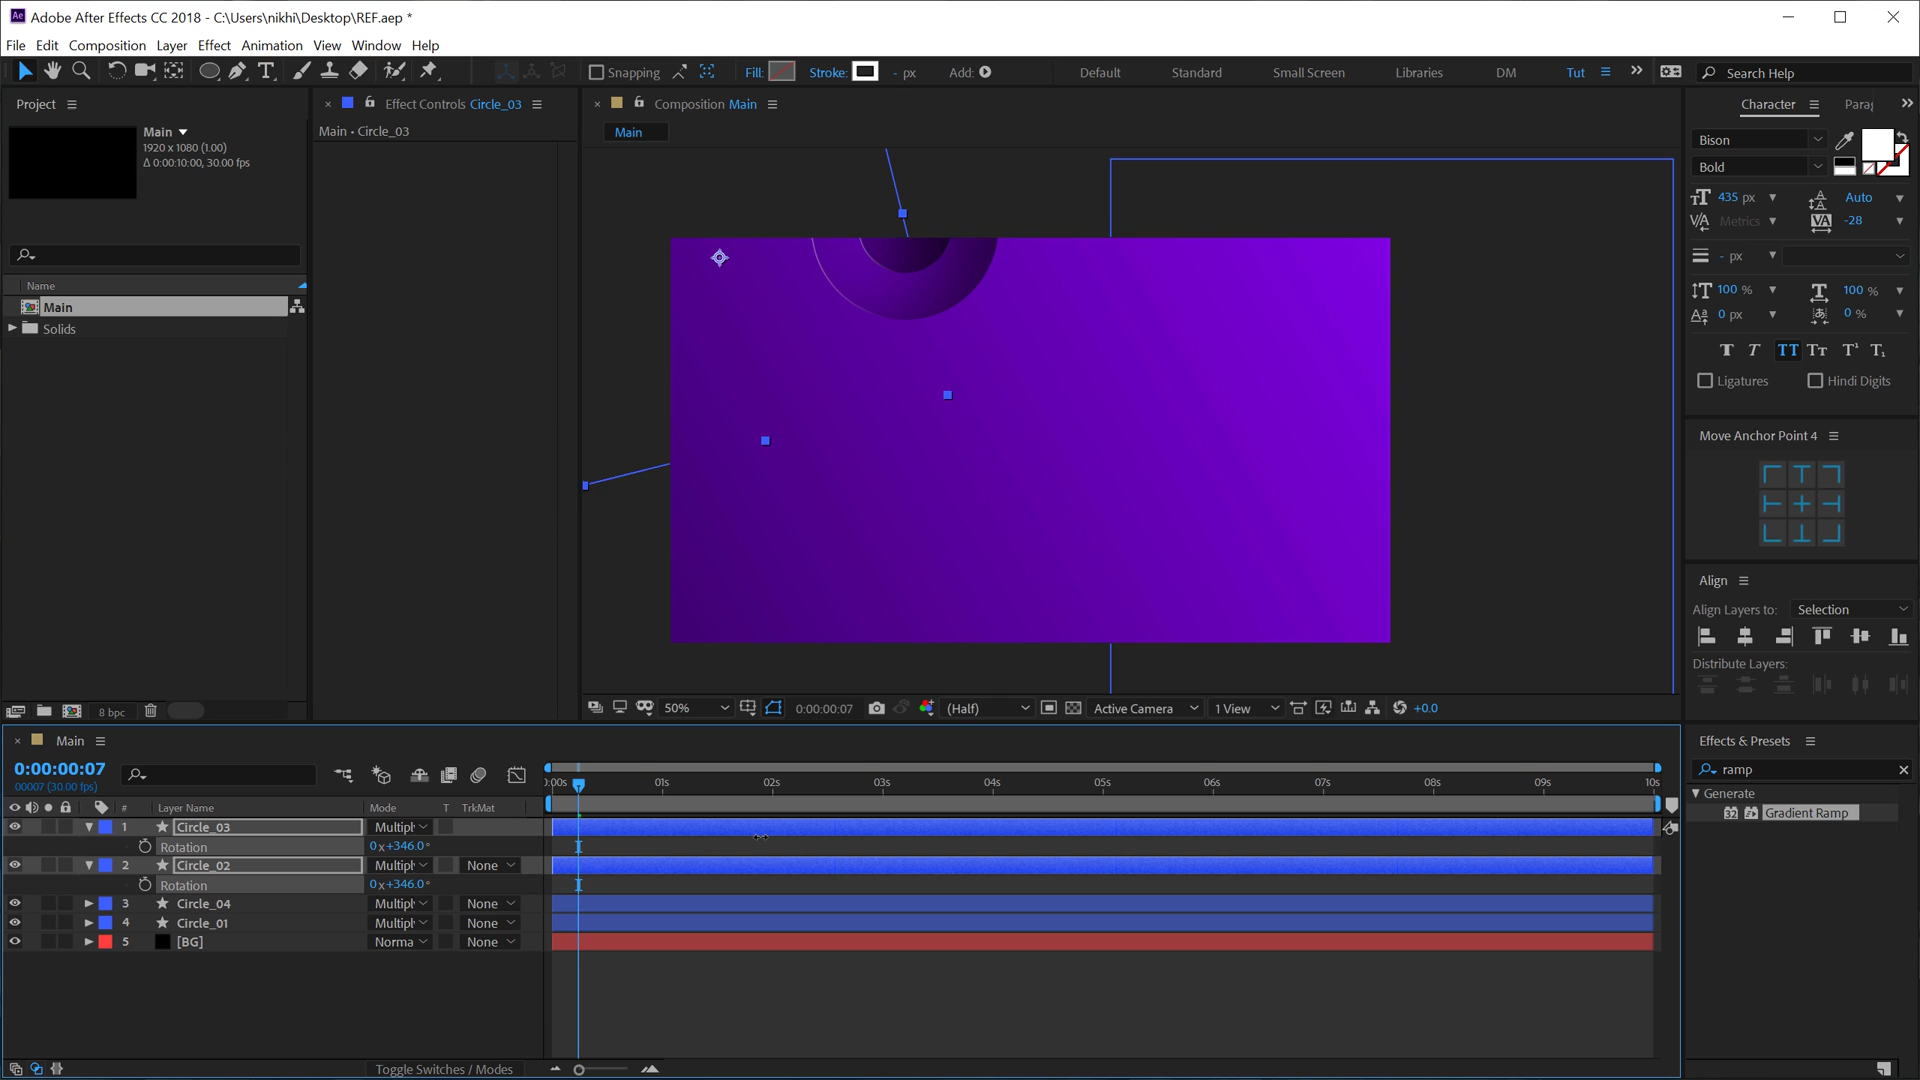 Ae Adobe After Effects CC 2018 - C:\Users\nikhi\Desktop\REF.aep *
File Edit Composition Layer Effect Animation View Window Help
Snapping Fill: Stroke: - px Add: Default Standard Small Screen Libraries DM Tut Search Help
Project
Main
1920 x 1080 (1.00)
Δ 0:00:10:00, 30.00 fps
Name
Main
Solids
8 bpc
Effect Controls Circle_03
Main • Circle_03
Composition Main
Main
50% 0:00:00:07 (Half) Active Camera 1 View +0.0
Character Para
Bison
Bold
435 px Auto
Metrics -28
- px
100 % 100 %
0 px 0 %
T T TT Tt T¹ T₁
Ligatures Hindi Digits
Move Anchor Point 4
Align
Align Layers to: Selection
Distribute Layers:
Effects & Presets
ramp
Generate
32 Gradient Ramp
Main
0:00:00:07
00007 (30.00 fps)
# Layer Name Mode T TrkMat
:00s 01s 02s 03s 04s 05s 06s 07s 08s 09s 10s
1 Circle_03 Multipl
Rotation 0x+346.0°
2 Circle_02 Multipl None
Rotation 0x+346.0°
3 Circle_04 Multipl None
4 Circle_01 Multipl None
5 [BG] Norma None
Toggle Switches / Modes